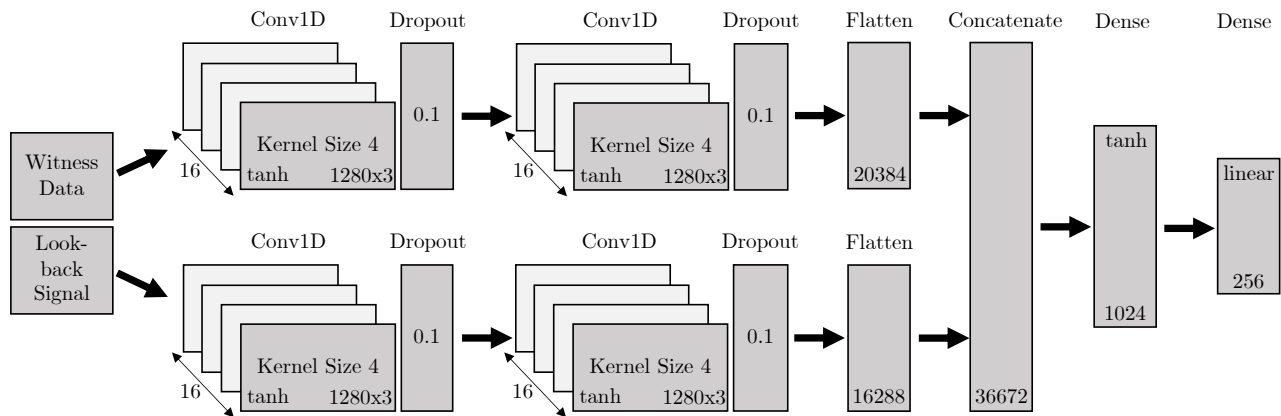 Conv1D
Dropout
Conv1D
Dropout
Flatten
Concatenate
Dense
Dense
Witness
Data
16
Kernel Size 4
tanh 1280x3
0.1
16
Kernel Size 4
tanh 1280x3
0.1
20384
Look-
back
Signal
Conv1D
Dropout
Conv1D
Dropout
Flatten
16
Kernel Size 4
tanh 1280x3
0.1
16
Kernel Size 4
tanh 1280x3
0.1
16288
36672
tanh
1024
linear
256